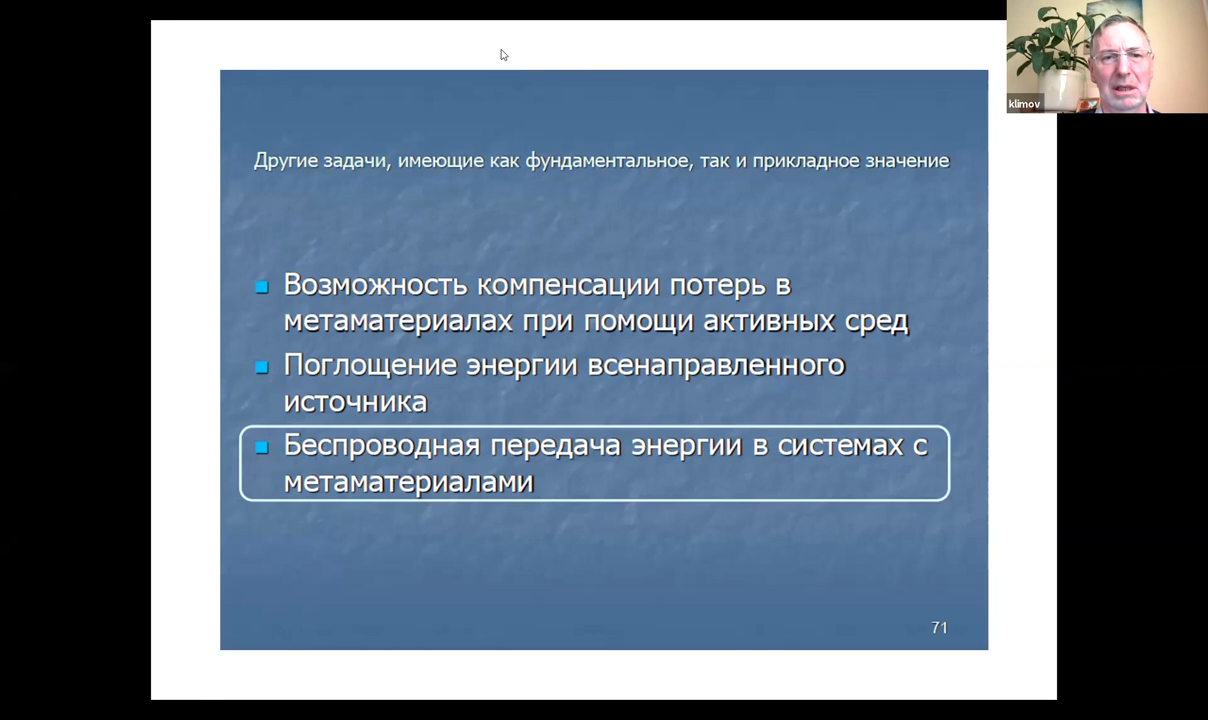 klimov
Другие задачи, имеющие как фундаментальное, так и прикладное значение
Возможность компенсации потерь в
метаматериалах при помощи активных сред
Поглощение энергии всенаправленного
источника
Беспроводная передача энергии в системах с
метаматериалами
71